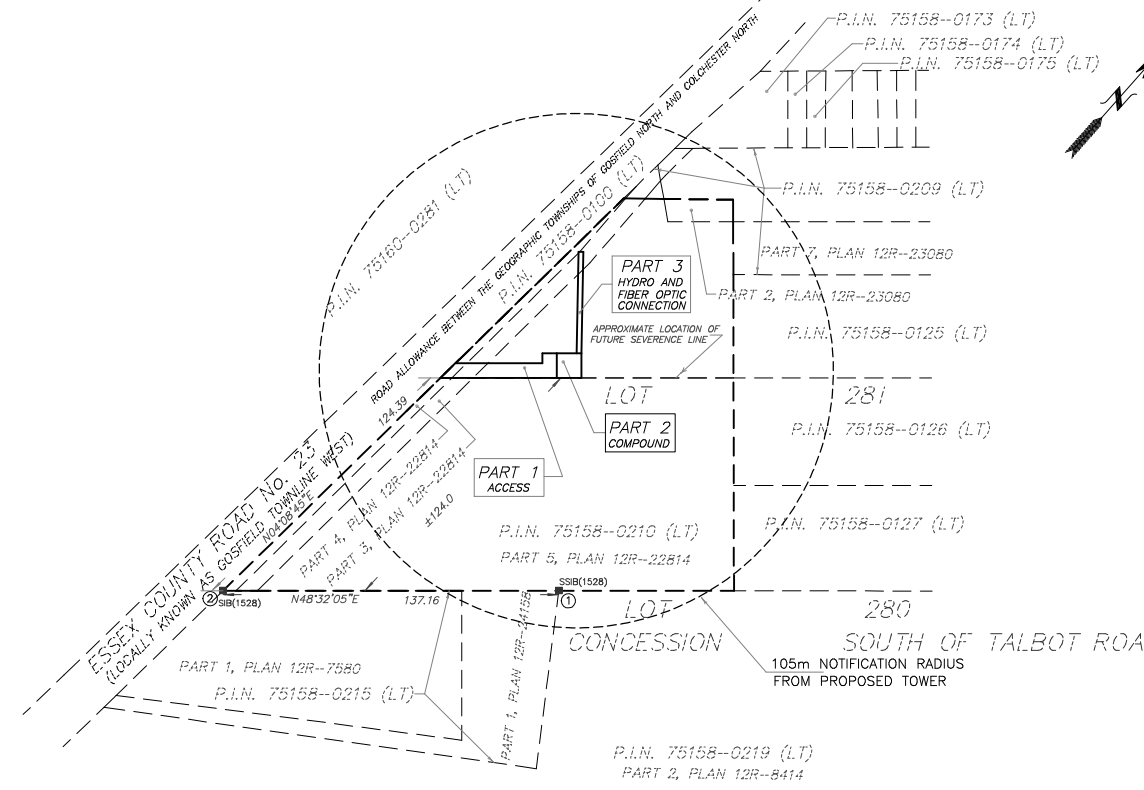 P.I.N. 75158--0173 (LT)
P.I.N. 75158--0174 (LT)
P.I.N. 75158--0175 (LT)
N
ROAD ALLOWANCE BETWEEN THE GEOGRAPHIC TOWNSHIPS OF GOSFIELD NORTH AND COLCHESTER NORTH
P.I.N. 75160--0281 (LT)
P.I.N. 75158--0100 (LT)
P.I.N. 75158--0209 (LT)
PART 7, PLAN 12R--23080
PART 3
HYDRO AND
FIBER OPTIC
CONNECTION
PART 2, PLAN 12R--23080
APPROXIMATE LOCATION OF
FUTURE SEVERENCE LINE
P.I.N. 75158--0125 (LT)
LOT 281
124.39
PART 2
COMPOUND
P.I.N. 75158--0126 (LT)
PART 1
ACCESS
ESSEX COUNTY ROAD No. 23
(LOCALLY KNOWN AS GOSFIELD TOWNLINE WEST)
N04°08'45"E
PART 4, PLAN 12R--22814
PART 3, PLAN 12R--22814
±124.0
P.I.N. 75158--0127 (LT)
P.I.N. 75158--0210 (LT)
PART 5, PLAN 12R--22814
SSIB(1528)
2
SIB(1528)
N48°32'05"E
137.16
1
LOT 280
CONCESSION SOUTH OF TALBOT ROA
105m NOTIFICATION RADIUS
FROM PROPOSED TOWER
PART 1, PLAN 12R--7580
P.I.N. 75158--0215 (LT)
PART 1, PLAN 12R--24158
P.I.N. 75158--0219 (LT)
PART 2, PLAN 12R--8414